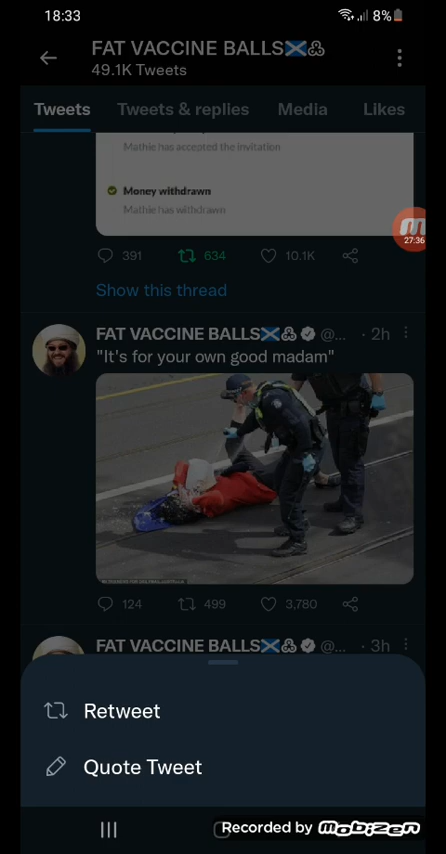 18:33
8%
FAT VACCINE BALLS
49.1K Tweets
Tweets
Tweets & replies
Media
Likes
Mathie has accepted the invitation
Money withdrawn
Mathie has withdrawn
27:36
391
634
10.1K
Show this thread
FAT VACCINE BALLS @... · 2h
"It's for your own good madam"
124
499
3,780
FAT VACCINE BALLS @... · 3h
Retweet
Quote Tweet
Recorded by mobizen